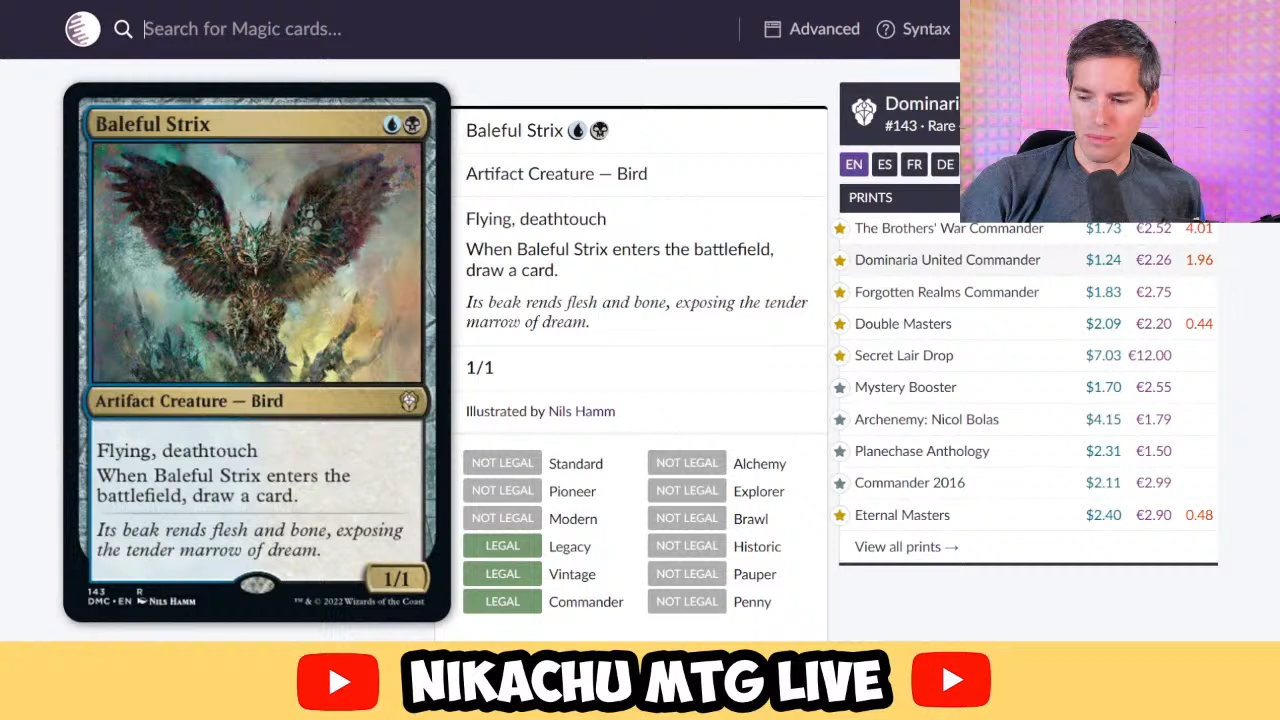 Search for Magic cards...
Advanced
Syntax
Baleful Strix
Artifact Creature — Bird
Flying, deathtouch
When Baleful Strix enters the
battlefield, draw a card.
Its beak rends flesh and bone, exposing
the tender marrow of dream.
1/1
143 R
DMC • EN NILS HAMM
™ & © 2022 Wizards of the Coast
Baleful Strix
Artifact Creature — Bird
Flying, deathtouch
When Baleful Strix enters the battlefield,
draw a card.
Its beak rends flesh and bone, exposing the tender
marrow of dream.
1/1
Illustrated by Nils Hamm
NOT LEGAL Standard NOT LEGAL Alchemy
NOT LEGAL Pioneer NOT LEGAL Explorer
NOT LEGAL Modern NOT LEGAL Brawl
LEGAL Legacy NOT LEGAL Historic
LEGAL Vintage NOT LEGAL Pauper
LEGAL Commander NOT LEGAL Penny
Dominari
#143 · Rare
EN ES FR DE
PRINTS
The Brothers' War Commander $1.73 €2.52 4.01
Dominaria United Commander $1.24 €2.26 1.96
Forgotten Realms Commander $1.83 €2.75
Double Masters $2.09 €2.20 0.44
Secret Lair Drop $7.03 €12.00
Mystery Booster $1.70 €2.55
Archenemy: Nicol Bolas $4.15 €1.79
Planechase Anthology $2.31 €1.50
Commander 2016 $2.11 €2.99
Eternal Masters $2.40 €2.90 0.48
View all prints →
NIKACHU MTG LIVE